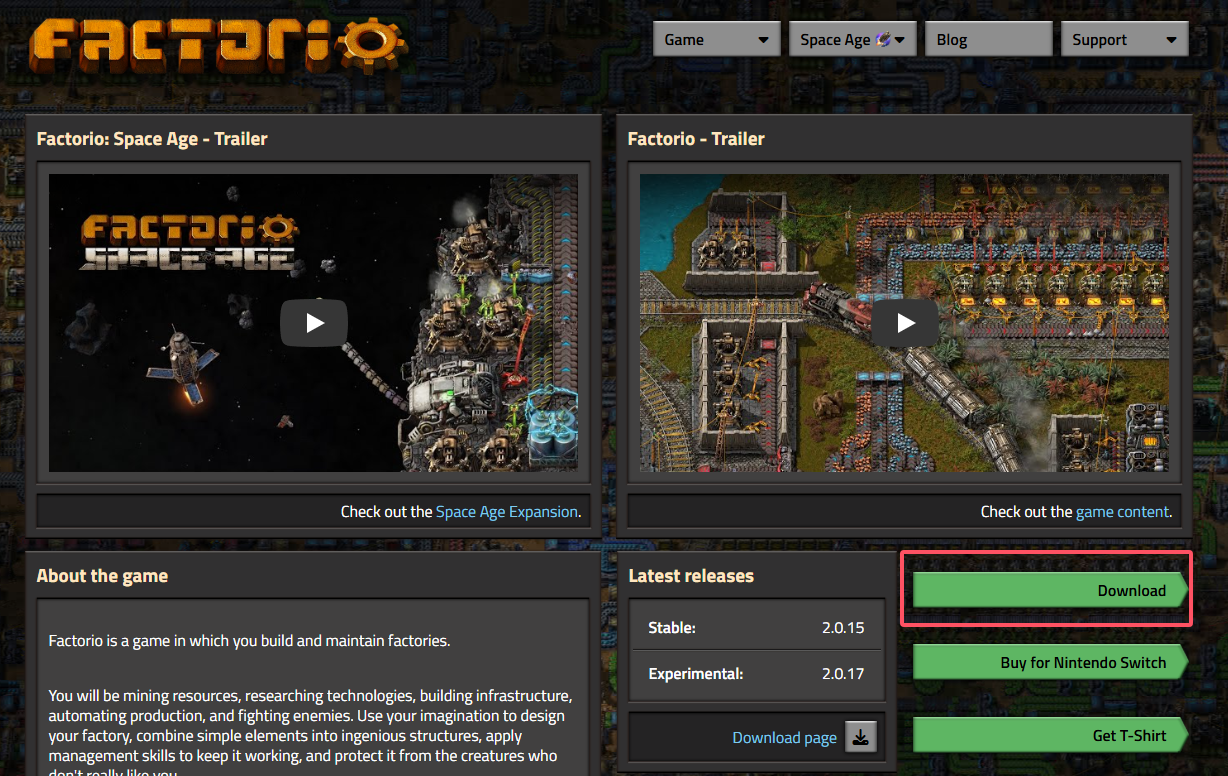 FACTORIO
Game
Space Age
Blog
Support
Factorio: Space Age - Trailer
FACTORIO
SPACE AGE
Check out the Space Age Expansion.
Factorio - Trailer
Check out the game content.
About the game
Factorio is a game in which you build and maintain factories.
You will be mining resources, researching technologies, building infrastructure,
automating production, and fighting enemies. Use your imagination to design
your factory, combine simple elements into ingenious structures, apply
management skills to keep it working, and protect it from the creatures who
don't really like you.
Latest releases
Stable: 2.0.15
Experimental: 2.0.17
Download page
Download
Buy for Nintendo Switch
Get T-Shirt